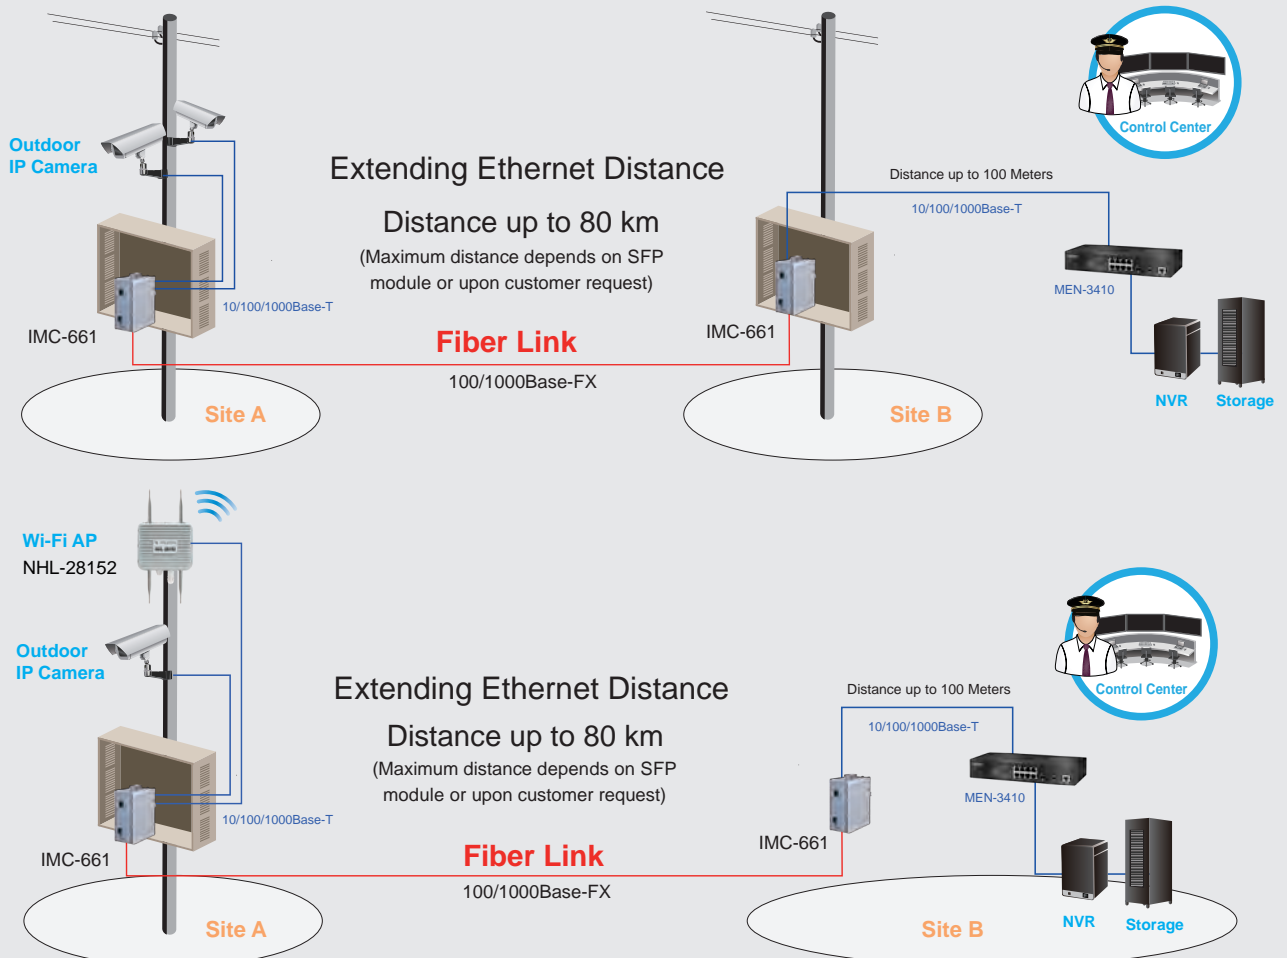 Control Center
Outdoor
IP Camera
Extending Ethernet Distance
Distance up to 100 Meters
10/100/1000Base-T
Distance up to 80 km
(Maximum distance depends on SFP
module or upon customer request)
MEN-3410
10/100/1000Base-T
IMC-661
Fiber Link
IMC-661
100/1000Base-FX
NVR
Storage
Site A
Site B
Wi-Fi AP
NHL-28152
Outdoor
IP Camera
Control Center
Extending Ethernet Distance
Distance up to 100 Meters
10/100/1000Base-T
Distance up to 80 km
(Maximum distance depends on SFP
module or upon customer request)
MEN-3410
10/100/1000Base-T
IMC-661
Fiber Link
IMC-661
100/1000Base-FX
Site A
Site B
NVR
Storage